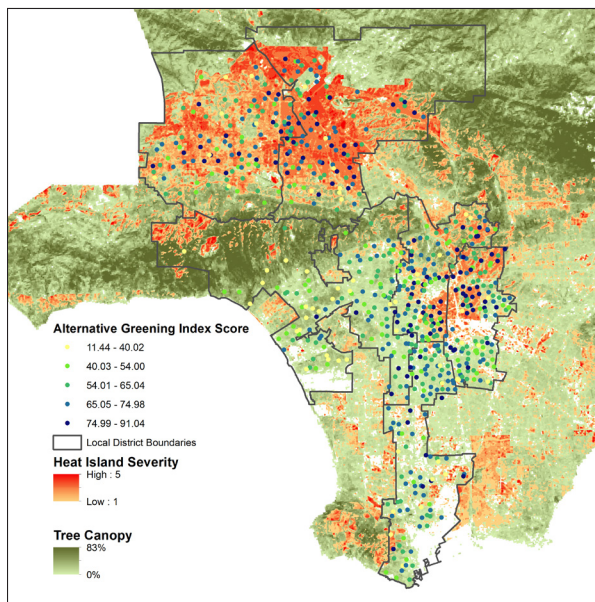 Alternative Greening Index Score
11.44 - 40.02
40.03 - 54.00
54.01 - 65.04
65.05 - 74.98
74.99 - 91.04
Local District Boundaries
Heat Island Severity
High : 5
Low : 1
Tree Canopy
83%
0%